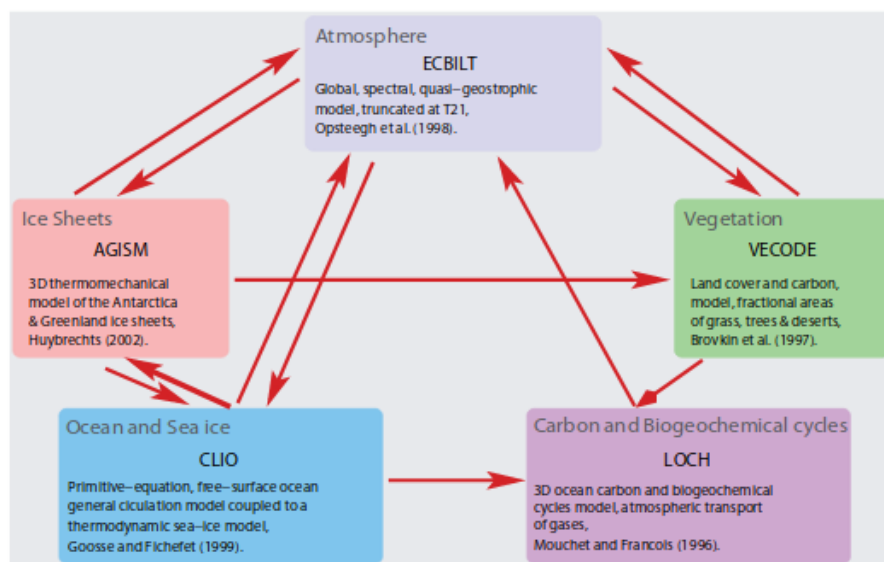 Atmosphere
ECBILT
Global, spectral, quasi-geostrophic
model, truncated at T21,
Opsteegh et al. (1998).
Ice Sheets
AGISM
3D thermomechanical
model of the Antarctica
& Greenland ice sheets,
Huybrechts (2002).
Vegetation
VECODE
Land cover and carbon,
model, fractional areas
of grass, trees & deserts,
Brovkin et al. (1997).
Ocean and Sea ice
CLIO
Primitive-equation, free-surface ocean
general ciculation model coupled to a
thermodynamic sea-ice model,
Goosse and Fichefet (1999).
Carbon and Biogeochemical cycles
LOCH
3D ocean carbon and biogeochemical
cycles model, atmospheric transport
of gases,
Mouchet and Francois (1996).